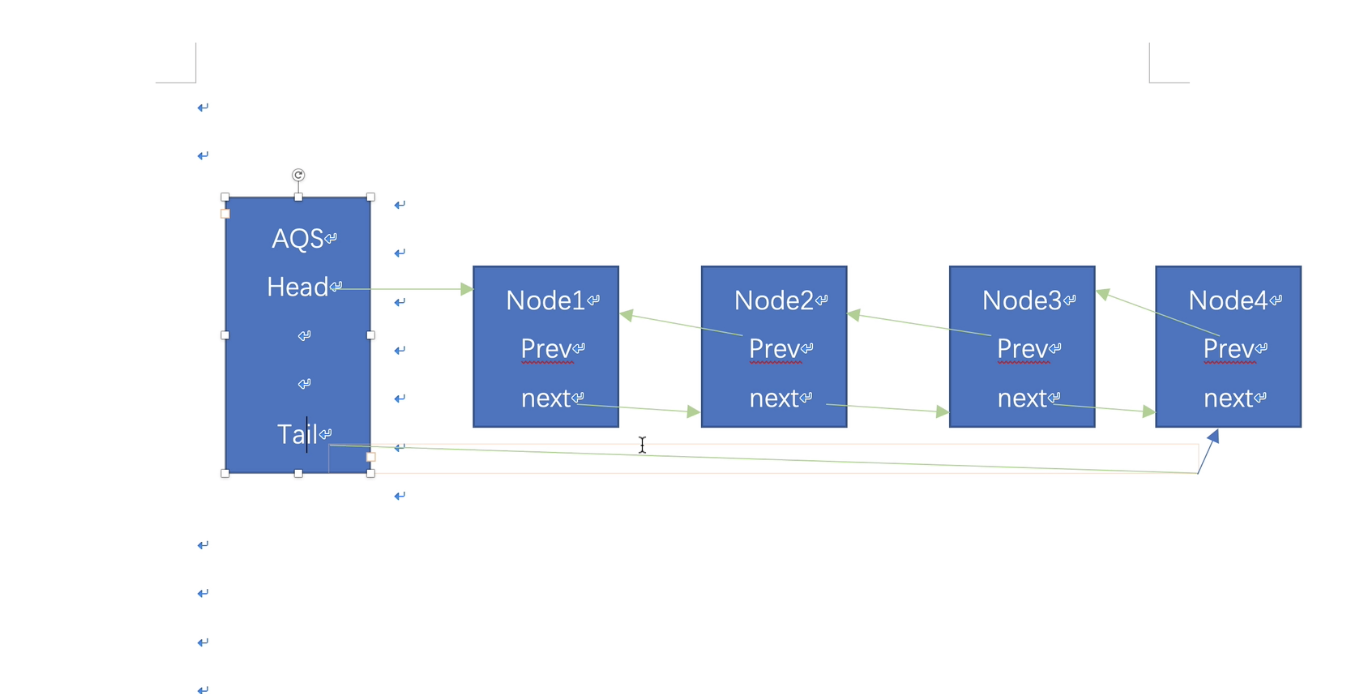 AQS
Head
Tail
Node1
Prev
next
Node2
Prev
next
Node3
Prev
next
Node4
Prev
next